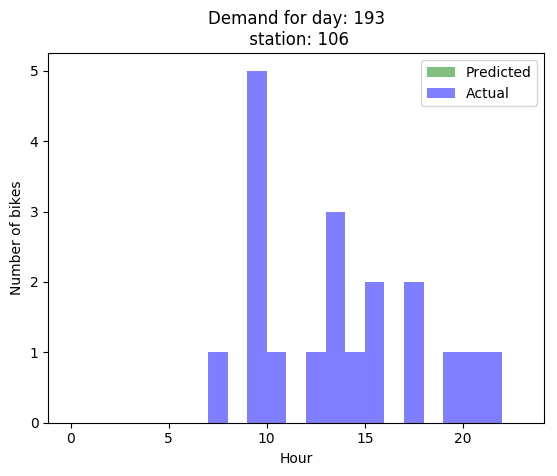 Demand for day: 193
station: 106
Predicted
Actual
Number of bikes
5
4
3
2
1
0
0 5 10 15 20
Hour